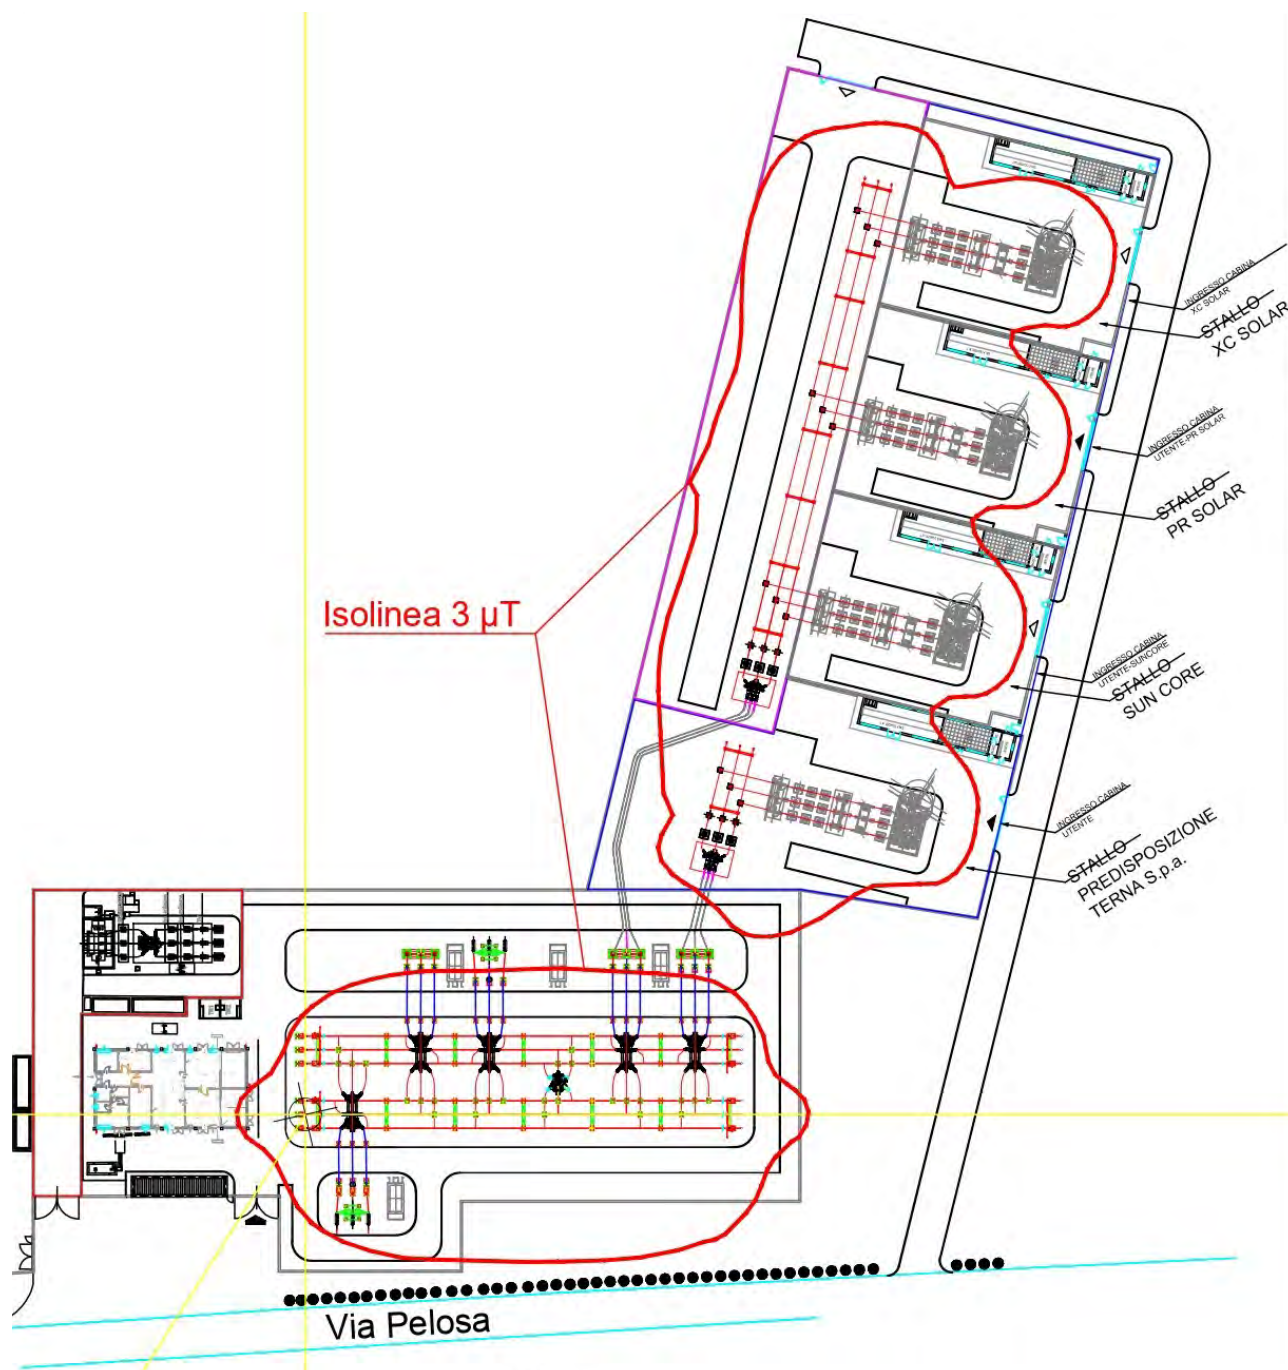 INGRESSO CABINA
XC SOLAR
STALLO
XC SOLAR
INGRESSO CABINA
UTENTE-PR SOLAR
STALLO
PR SOLAR
Isolinea 3 µT
INGRESSO CABINA
UTENTE-SUNCORE
STALLO
SUN CORE
INGRESSO CABINA
UTENTE
STALLO
PREDISPOSIZIONE
TERNA S.p.a.
Via Pelosa